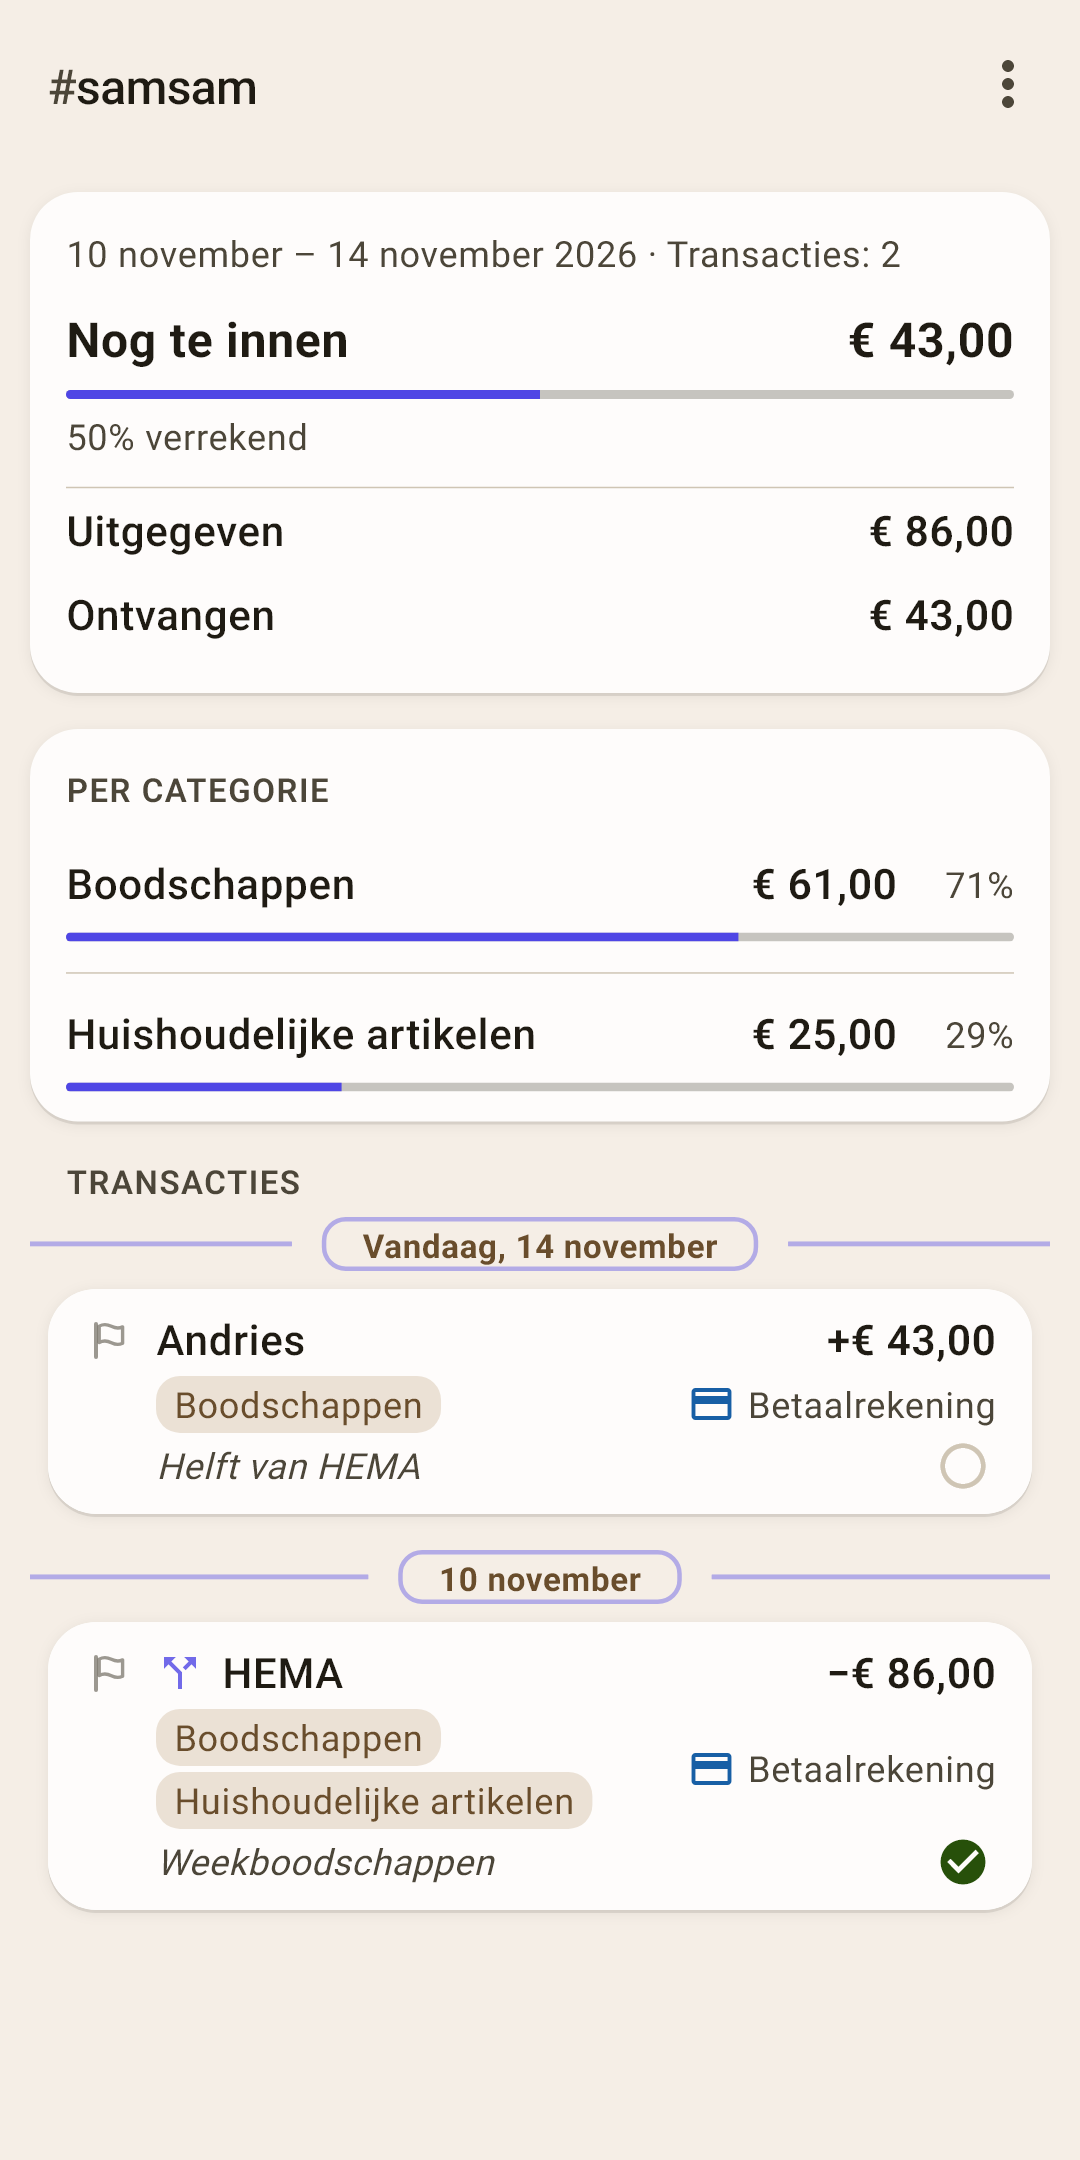 #samsam
10 november – 14 november 2026 · Transacties: 2
Nog te innen € 43,00
50% verrekend
Uitgegeven € 86,00
Ontvangen € 43,00
PER CATEGORIE
Boodschappen € 61,00 71%
Huishoudelijke artikelen € 25,00 29%
TRANSACTIES
Vandaag, 14 november
Andries +€ 43,00
Boodschappen Betaalrekening
Helft van HEMA
10 november
HEMA −€ 86,00
Boodschappen
Betaalrekening
Huishoudelijke artikelen
Weekboodschappen